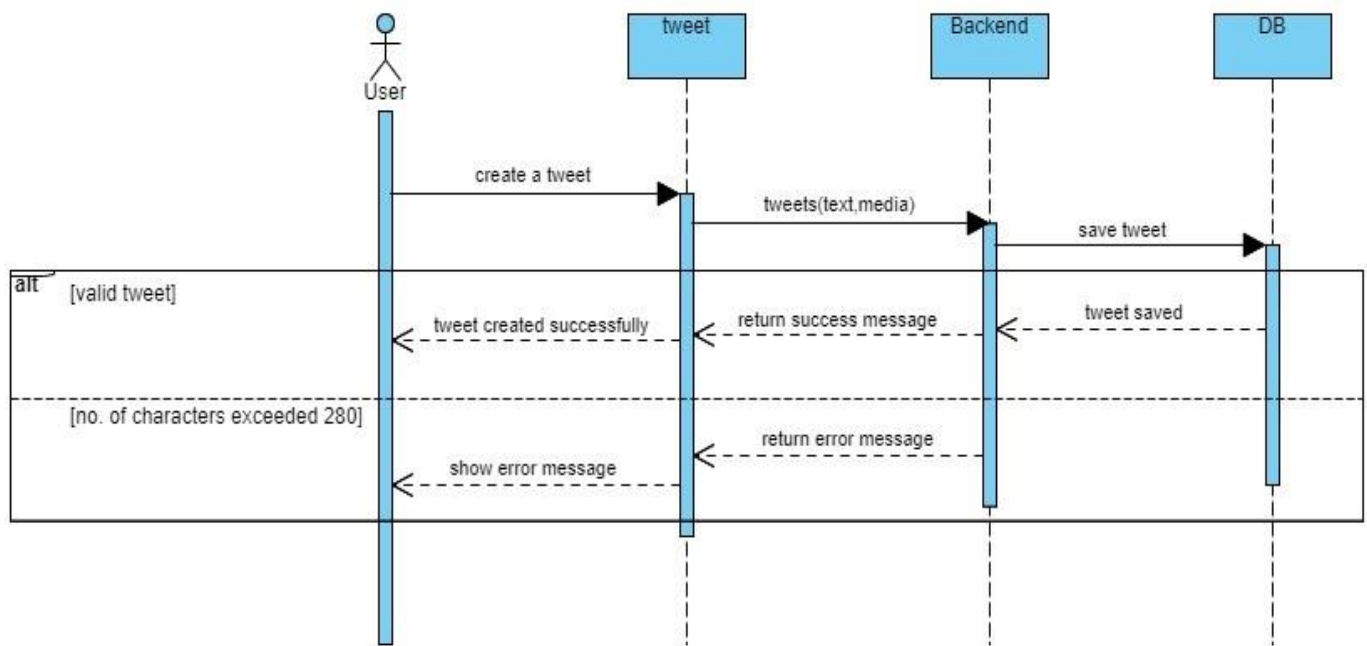 tweet
Backend
DB
User
create a tweet
tweets(text,media)
save tweet
alt
[valid tweet]
tweet created successfully
return success message
tweet saved
[no. of characters exceeded 280]
return error message
show error message